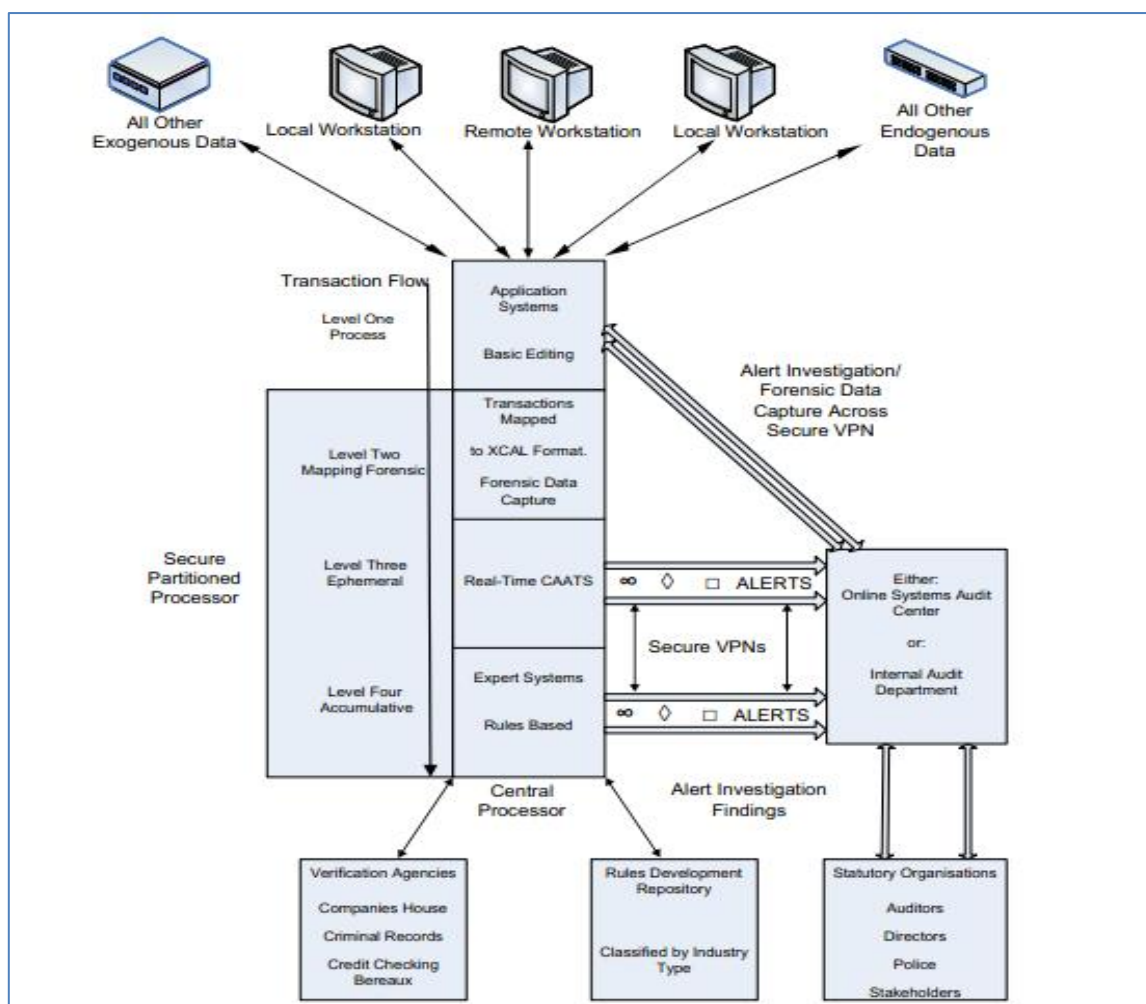 All Other
Exogenous Data
Local Workstation
Remote Workstation
Local Workstation
All Other
Endogenous
Data
Transaction Flow
Level One
Process
Application
Systems
Basic Editing
Alert Investigation/
Forensic Data
Capture Across
Secure VPN
Level Two
Mapping Forensic
Transactions
Mapped
to XCAL Format.
Forensic Data
Capture
Secure
Partitioned
Processor
Level Three
Ephemeral
Real-Time CAATS
∞ ◊ □ ALERTS
Secure VPNs
Either:
Online Systems Audit
Center
or:
Internal Audit
Department
Level Four
Accumulative
Expert Systems
Rules Based
∞ ◊ □ ALERTS
Central
Processor
Alert Investigation
Findings
Verification Agencies
Companies House
Criminal Records
Credit Checking
Bereaux
Rules Development
Repository
Classified by Industry
Type
Statutory Organisations
Auditors
Directors
Police
Stakeholders